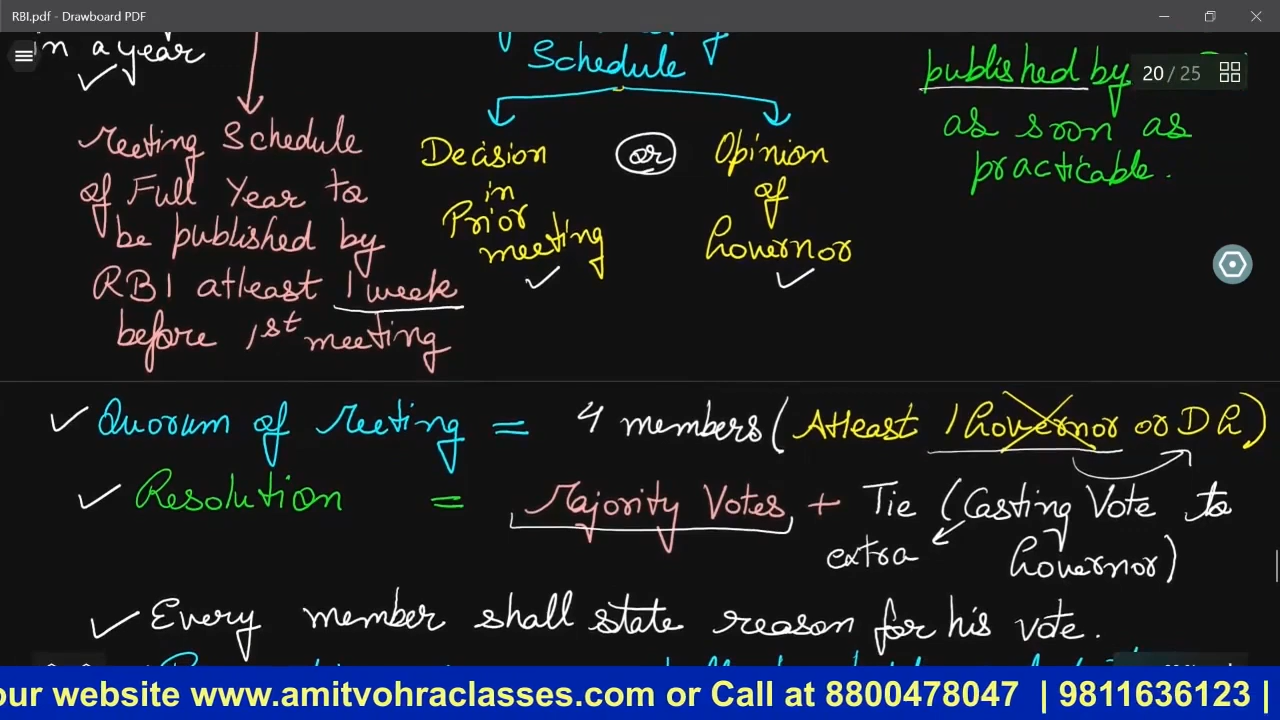 RBI.pdf - Drawboard PDF
in a year
Schedule
published by
20 / 25
as soon as
practicable.
Meeting Schedule
of Full Year to
be published by
RBI atleast 1 week
before 1st meeting
Decision
in
Prior
meeting
or
Opinion
of
Governor
Quorum of Meeting = 4 members (Atleast 1 Governor or DG)
Resolution = Majority Votes + Tie (Casting Vote to
extra Governor)
Every member shall state reason for his vote.
our website www.amitvohraclasses.com or Call at 8800478047 | 9811636123 |